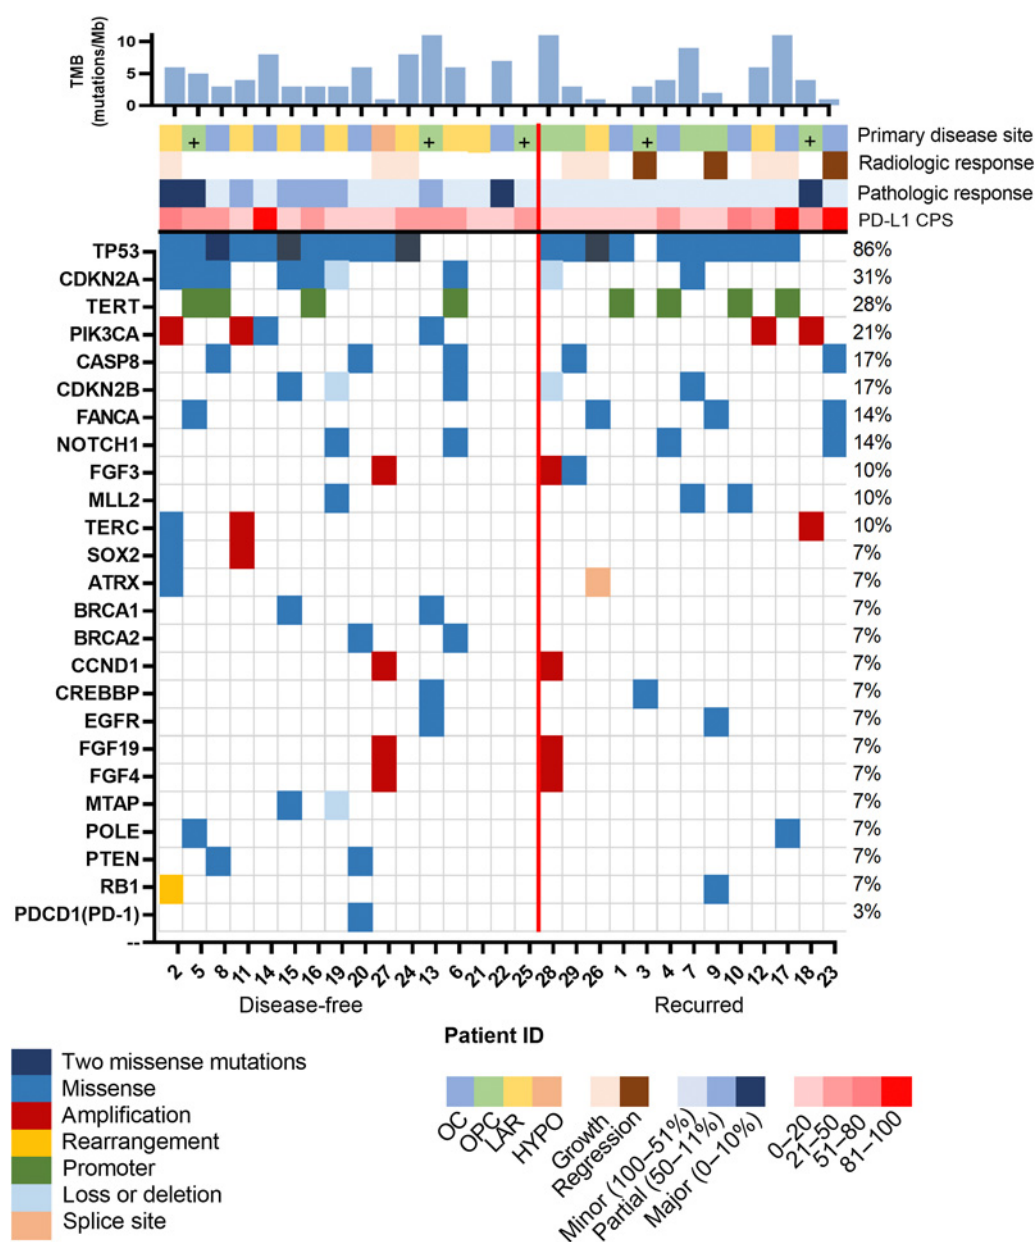 TMB
(mutations/Mb)
10
5
0
+ + + + +
Primary disease site
Radiologic response
Pathologic response
PD-L1 CPS
TP53 86%
CDKN2A 31%
TERT 28%
PIK3CA 21%
CASP8 17%
CDKN2B 17%
FANCA 14%
NOTCH1 14%
FGF3 10%
MLL2 10%
TERC 10%
SOX2 7%
ATRX 7%
BRCA1 7%
BRCA2 7%
CCND1 7%
CREBBP 7%
EGFR 7%
FGF19 7%
FGF4 7%
MTAP 7%
POLE 7%
PTEN 7%
RB1 7%
PDCD1(PD-1) 3%
--
2 5 8 11 14 15 16 19 20 27 24 13 6 21 22 25 28 29 26 1 3 4 7 9 10 12 17 18 23
Disease-free Recurred
Patient ID
Two missense mutations
Missense
Amplification
Rearrangement
Promoter
Loss or deletion
Splice site
OC
OPC
LAR
HYPO
Growth
Regression
Minor (100–51%)
Partial (50–11%)
Major (0–10%)
0–20
21–50
51–80
81–100